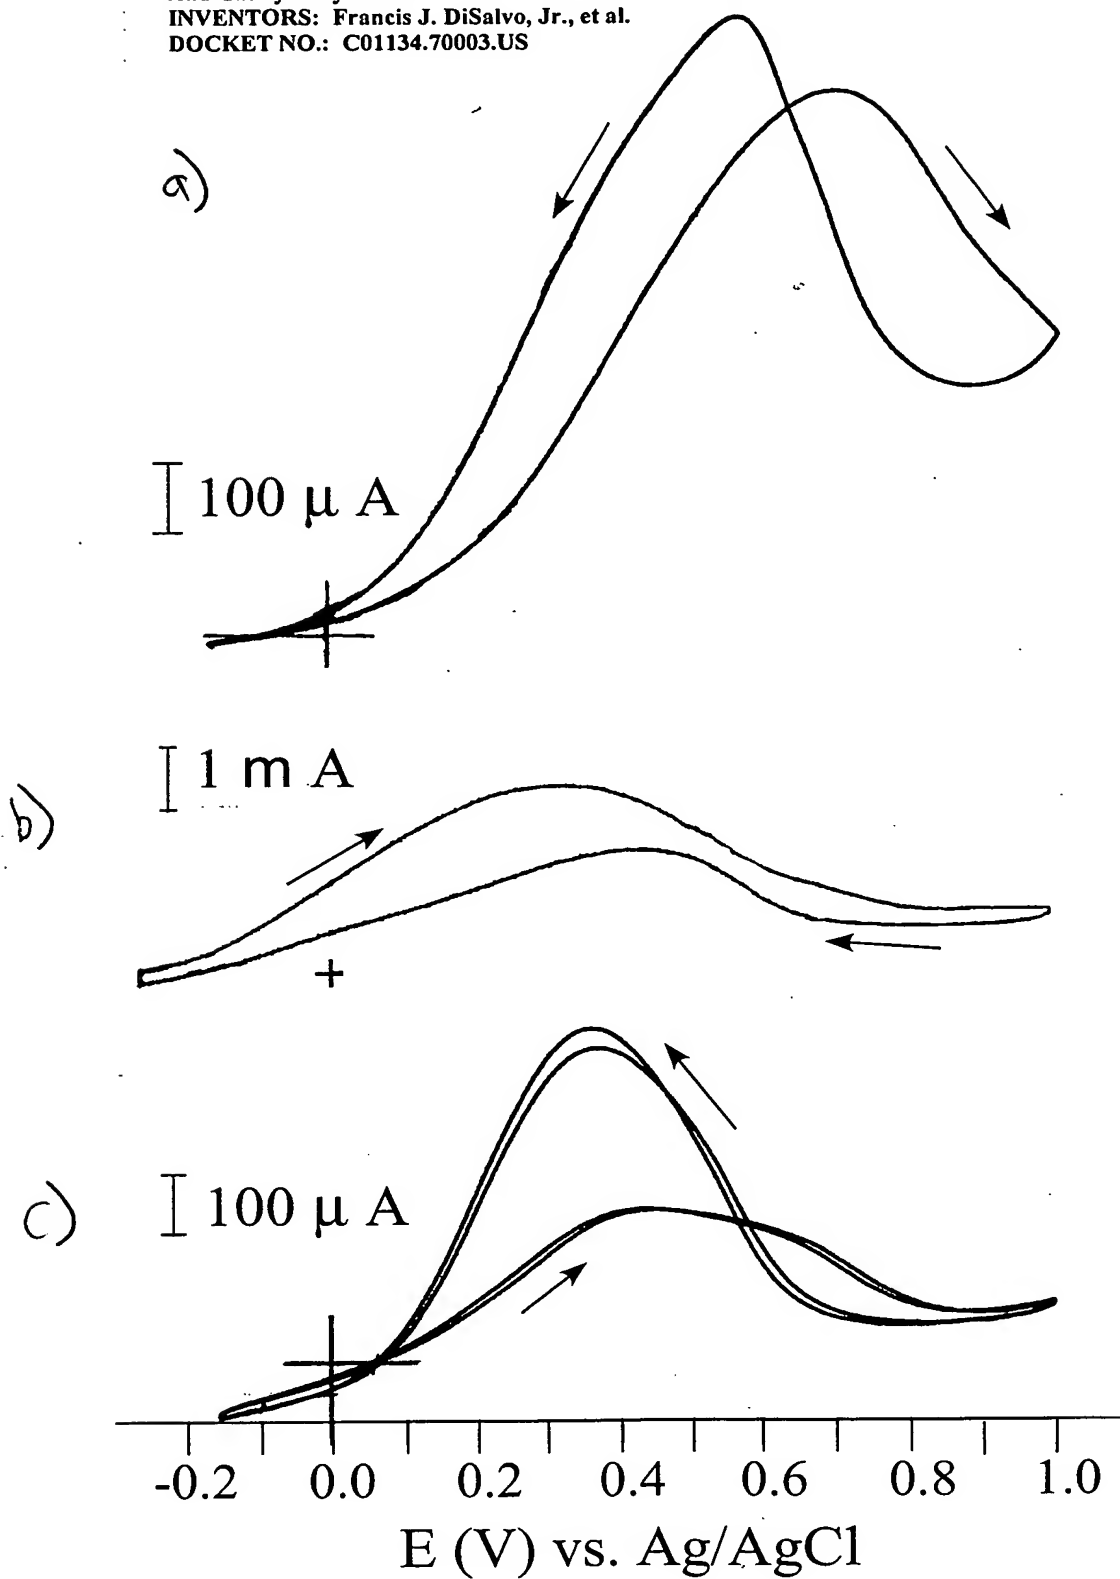 INVENTORS: Francis J. DiSalvo, Jr., et al.
DOCKET NO.: C01134.70003.US
a)
100 μ A
1 m A
b)
100 μ A
c)
-0.2 0.0 0.2 0.4 0.6 0.8 1.0
E (V) vs. Ag/AgCl